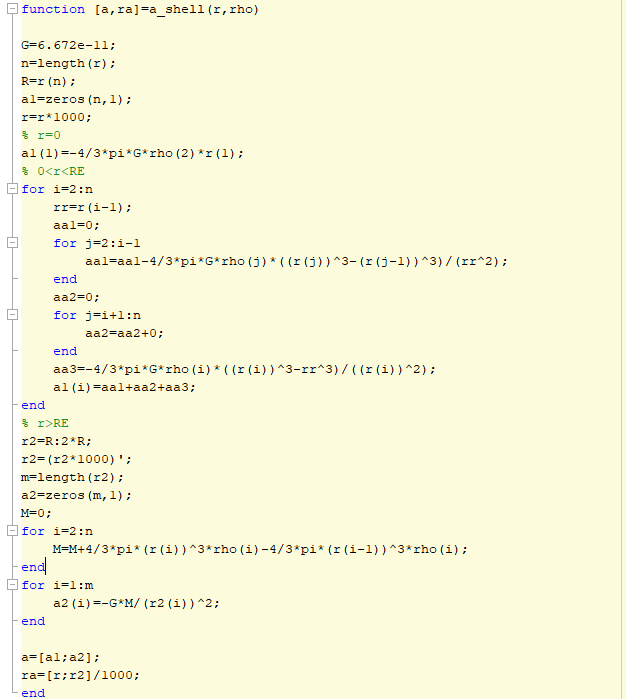 function [a,ra]=a_shell(r,rho)
G=6.672e-11;
n=length(r);
R=r(n);
a1=zeros(n,1);
r=r*1000;
% r=0
a1(1)=-4/3*pi*G*rho(2)*r(1);
% 0<r<RE
for i=2:n
rr=r(i-1);
aa1=0;
for j=2:i-1
aa1=aa1-4/3*pi*G*rho(j)*((r(j))^3-(r(j-1))^3)/(rr^2);
end
aa2=0;
for j=i+1:n
aa2=aa2+0;
end
aa3=-4/3*pi*G*rho(i)*((r(i))^3-rr^3)/((r(i))^2);
a1(i)=aa1+aa2+aa3;
end
% r>RE
r2=R:2*R;
r2=(r2*1000)';
m=length(r2);
a2=zeros(m,1);
M=0;
for i=2:n
M=M+4/3*pi*(r(i))^3*rho(i)-4/3*pi*(r(i-1))^3*rho(i);
end
for i=1:m
a2(i)=-G*M/(r2(i))^2;
end
a=[a1;a2];
ra=[r;r2]/1000;
end